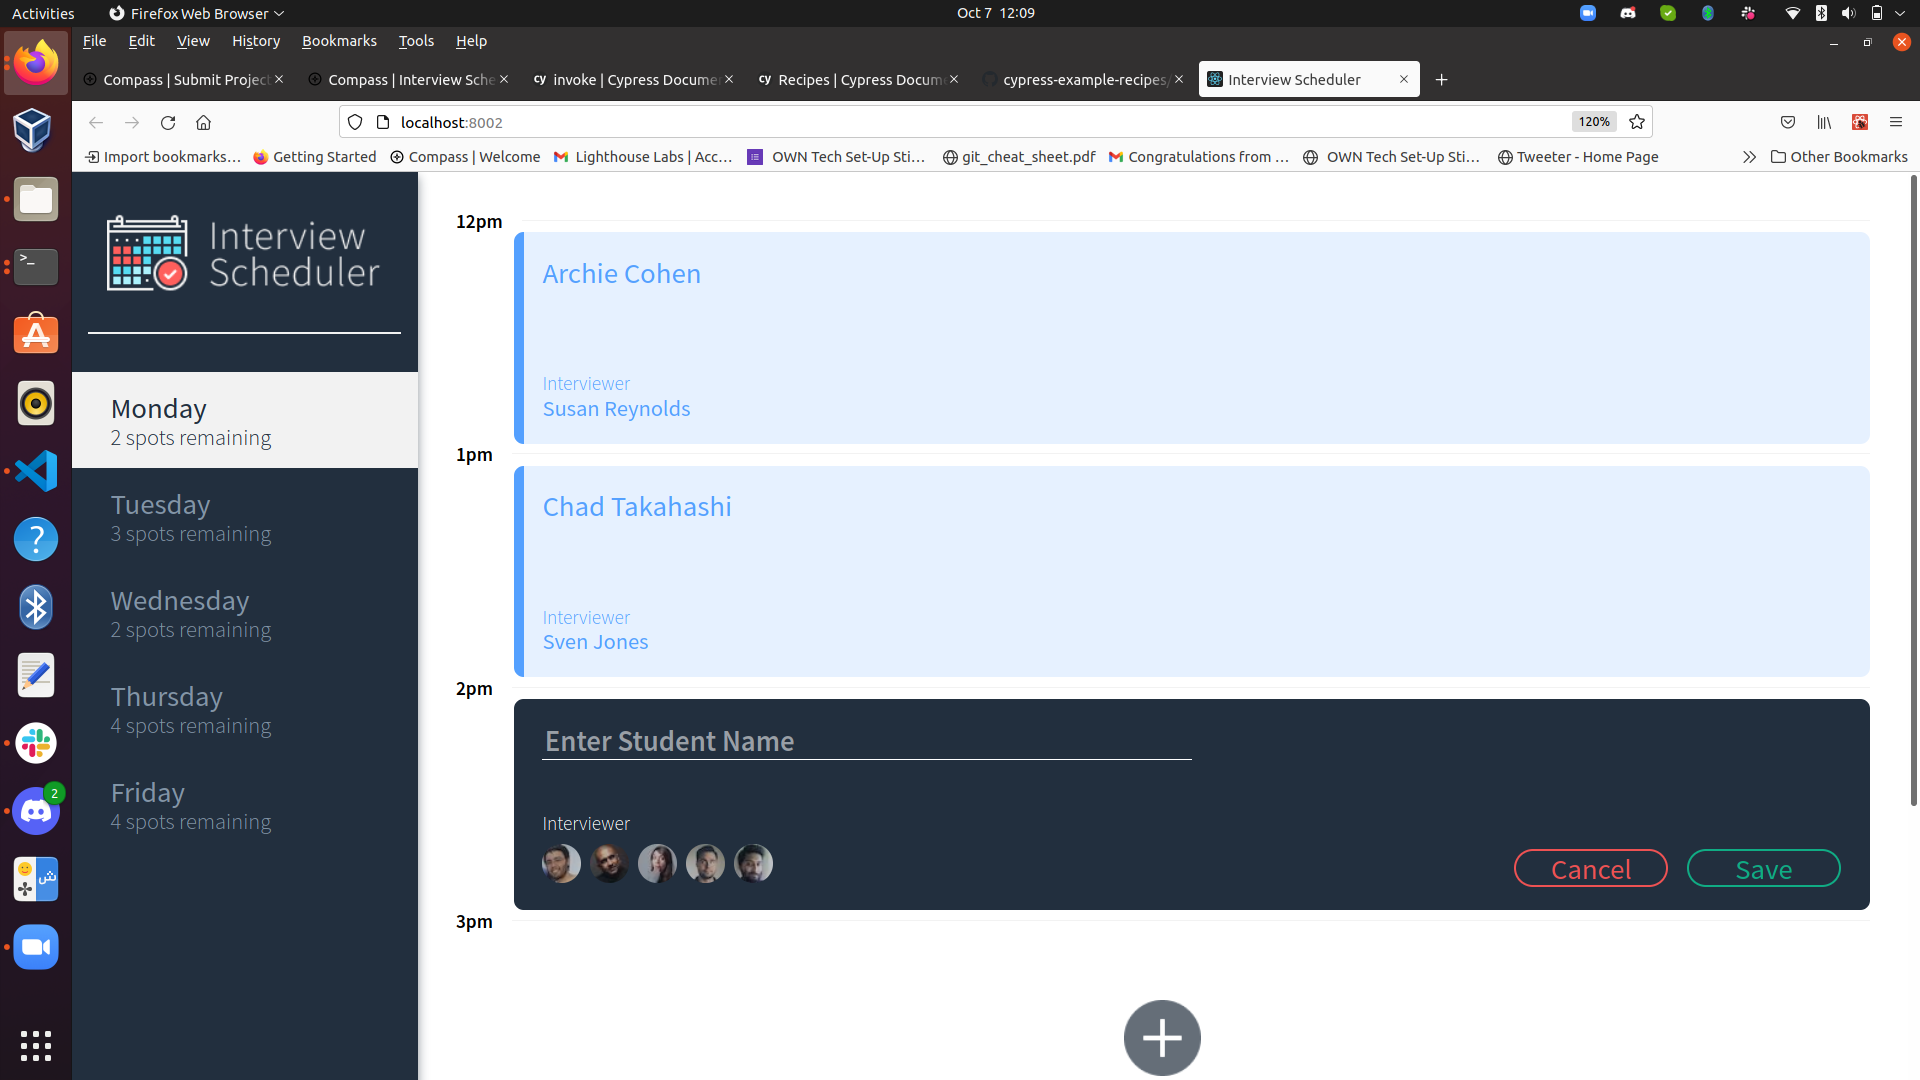 Activities
Firefox Web Browser
Oct 7 12:09
File Edit View History Bookmarks Tools Help
Compass | Submit Project
Compass | Interview Sche
cy invoke | Cypress Docume
cy Recipes | Cypress Docum
cypress-example-recipes/
Interview Scheduler
localhost:8002
120%
Import bookmarks…
Getting Started
Compass | Welcome
Lighthouse Labs | Acc…
OWN Tech Set-Up Sti…
git_cheat_sheet.pdf
Congratulations from …
OWN Tech Set-Up Sti…
Tweeter - Home Page
Other Bookmarks
Interview
Scheduler
Monday
2 spots remaining
Tuesday
3 spots remaining
Wednesday
2 spots remaining
Thursday
4 spots remaining
Friday
4 spots remaining
2
12pm
Archie Cohen
Interviewer
Susan Reynolds
1pm
Chad Takahashi
Interviewer
Sven Jones
2pm
Enter Student Name
Interviewer
Cancel
Save
3pm